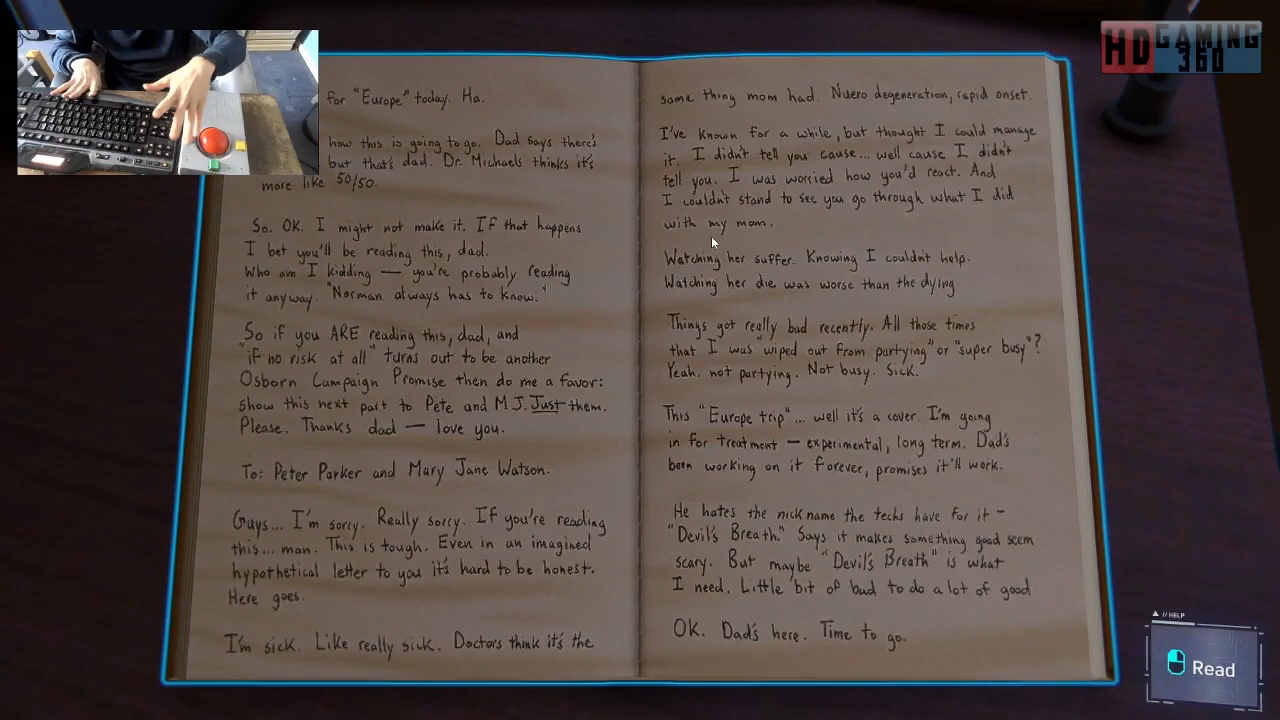 HD GAMING 360
for "Europe" today. Ha.
how this is going to go. Dad says there's
but that's dad. Dr. Michaels thinks it's
more like 50/50.
So. OK. I might not make it. If that happens
I bet you'll be reading this, dad.
Who am I kidding — you're probably reading
it anyway. "Norman always has to know."
So if you ARE reading this, dad, and
"if no risk at all" turns out to be another
Osborn Campaign Promise then do me a favor:
show this next part to Pete and MJ. Just them.
Please. Thanks dad — love you.
To: Peter Parker and Mary Jane Watson.
Guys... I'm sorry. Really sorry. If you're reading
this... man. This is tough. Even in an imagined
hypothetical letter to you it's hard to be honest.
Here goes.
I'm sick. Like really sick. Doctors think it's the
same thing mom had. Nuero degeneration, rapid onset.
I've known for a while, but thought I could manage
it. I didn't tell you cause... well cause I didn't
tell you. I was worried how you'd react. And
I couldn't stand to see you go through what I did
with my mom.
Watching her suffer. Knowing I couldn't help.
Watching her die was worse than the dying.
Things got really bad recently. All those times
that I was "wiped out from partying" or "super busy"?
Yeah. not partying. Not busy. Sick.
This "Europe trip"... well it's a cover. I'm going
in for treatment — experimental, long term. Dad's
been working on it forever, promises it'll work.
He hates the nickname the techs have for it -
"Devil's Breath." Says it makes something good seem
scary. But maybe "Devil's Breath" is what
I need. Little bit of bad to do a lot of good.
OK. Dad's here. Time to go.
// HELP
Read